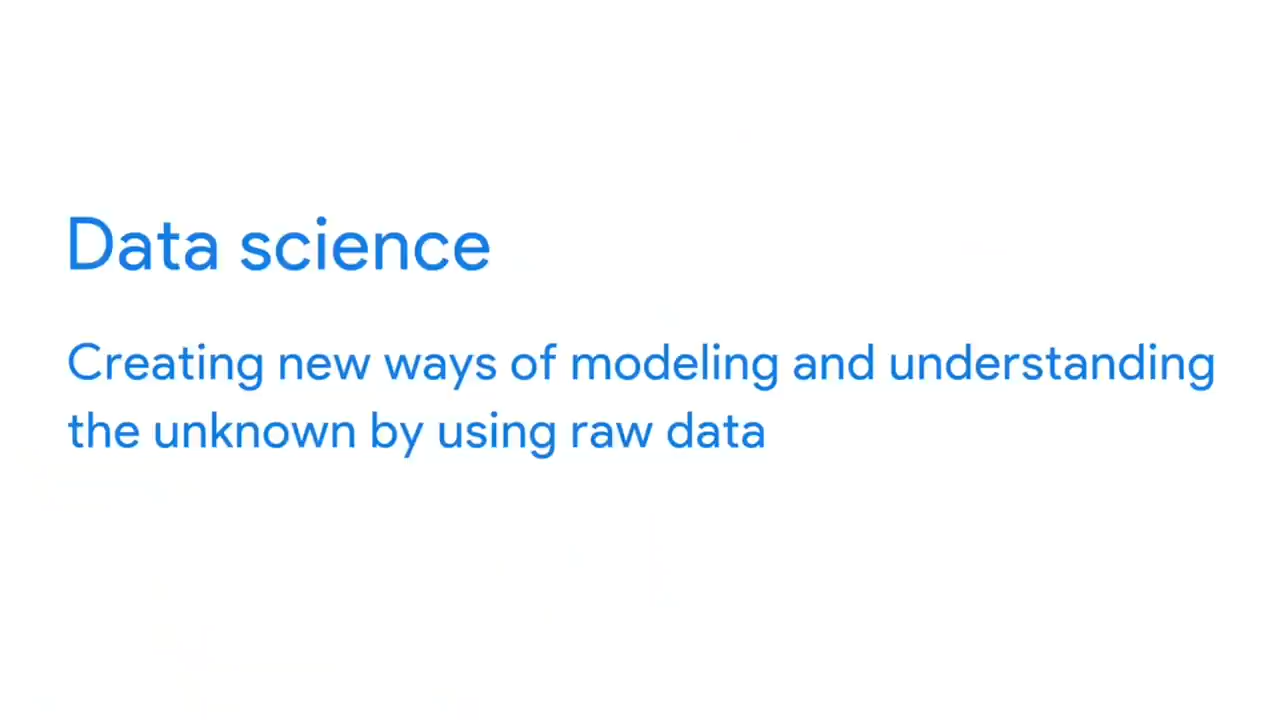 Data science
Creating new ways of modeling and understanding
the unknown by using raw data